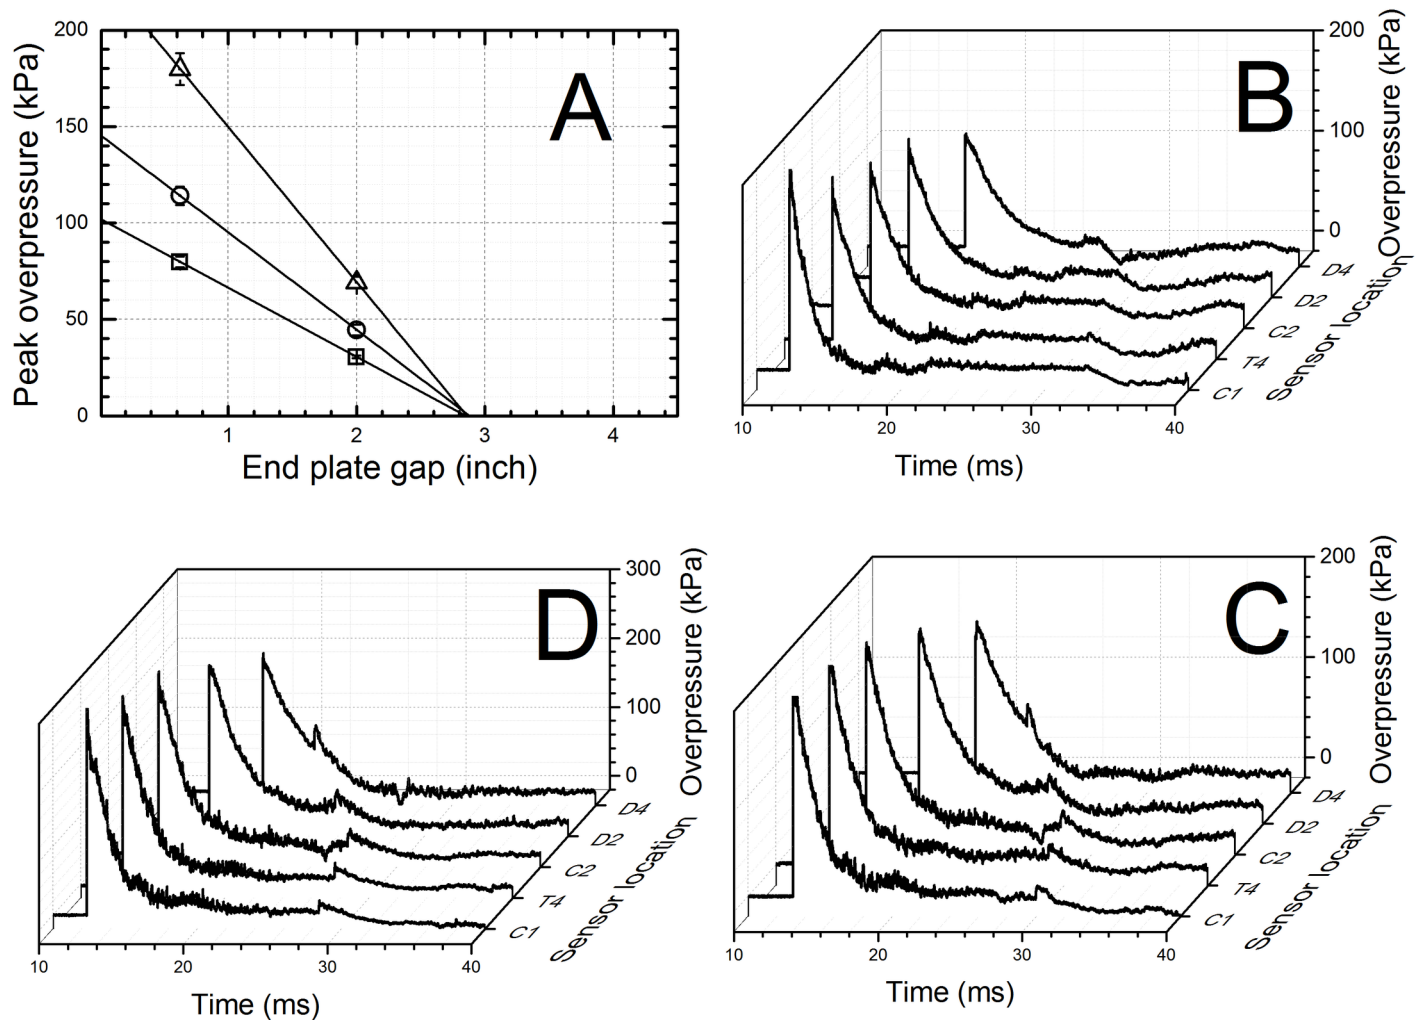 200
150
100
50
0
1
2
3
4
Peak overpressure (kPa)
End plate gap (inch)
A
200
100
0
Overpressure (kPa)
B
D4
D2
C2
T4
C1
Sensor location
10
20
30
40
Time (ms)
300
200
100
0
Overpressure (kPa)
D
D4
D2
C2
T4
C1
Sensor location
10
20
30
40
Time (ms)
200
100
0
Overpressure (kPa)
C
D4
D2
C2
T4
C1
Sensor location
10
20
30
40
Time (ms)